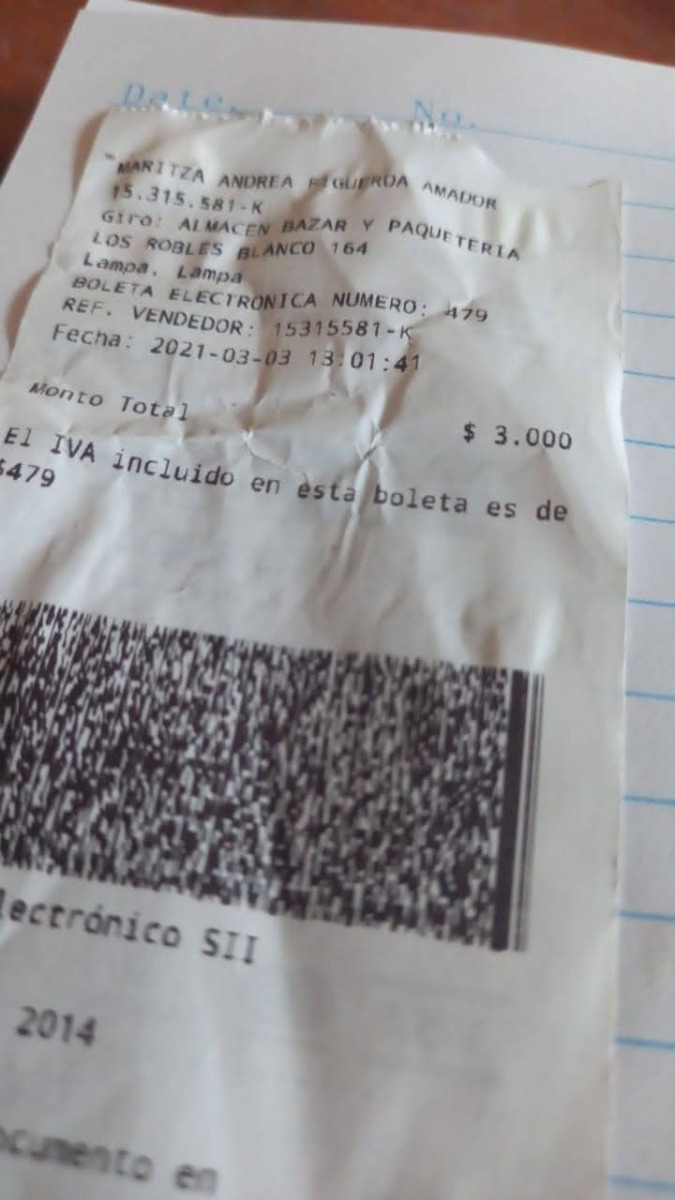 Date. No.
MARITZA ANDREA FIGUEROA AMADOR
15.315.581-K
Giro: ALMACEN BAZAR Y PAQUETERIA
LOS ROBLES BLANCO 164
Lampa, Lampa
BOLETA ELECTRONICA NUMERO: 479
REF. VENDEDOR: 15315581-K
Fecha: 2021-03-03 13:01:41
Monto Total $ 3.000
El IVA incluido en esta boleta es de
$479
lectrónico SII
2014
ocumento en